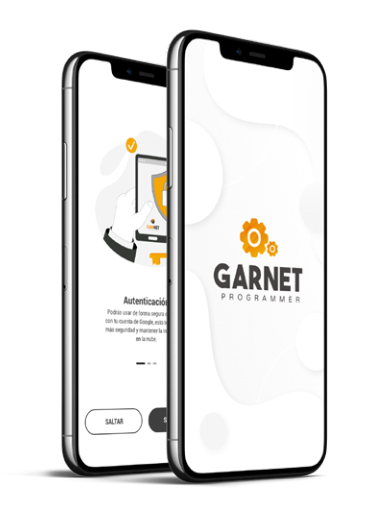 GARNET
PROGRAMMER
Autenticación
Podrás usar de forma segura
con tu cuenta de Google, esto
más seguridad y mantener la
en la nube.
SALTAR